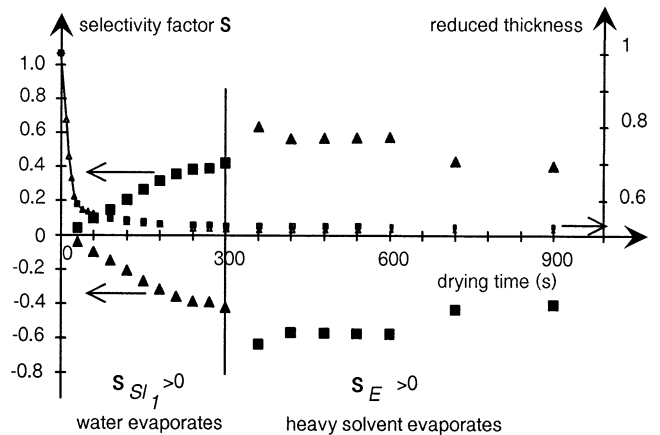 selectivity factor S
reduced thickness
1.0
0.8
0.6
0.4
0.2
0
-0.2
-0.4
-0.6
-0.8
1
0.8
0.6
0 300 600 900
drying time (s)
S Sl 1 >0
S E >0
water evaporates
heavy solvent evaporates